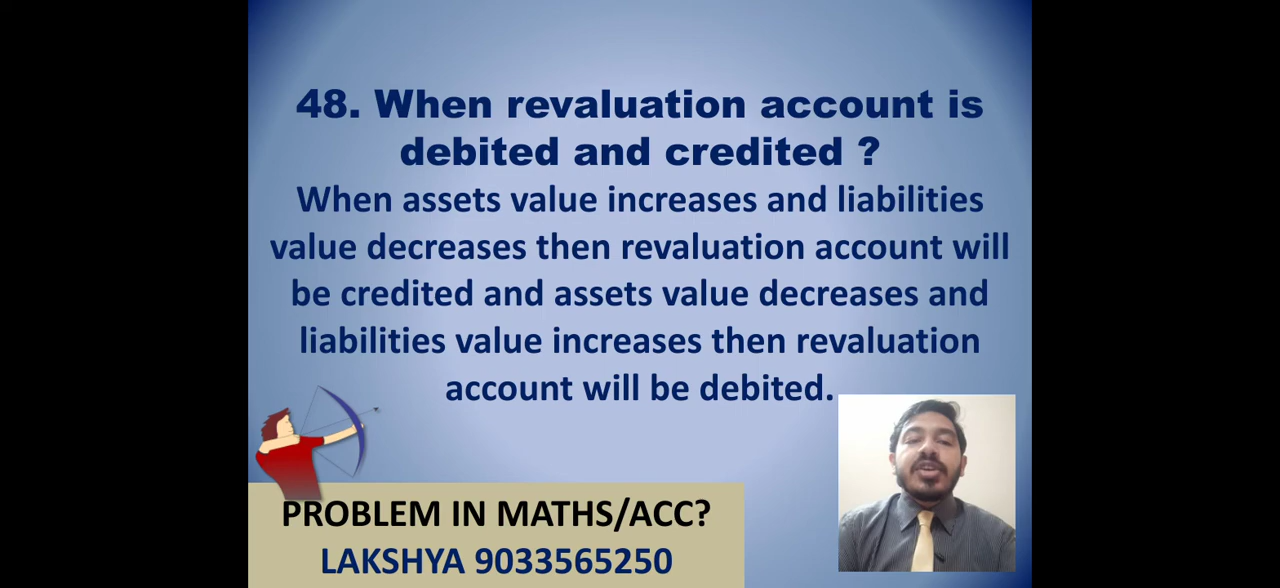 48. When revaluation account is
debited and credited ?
When assets value increases and liabilities
value decreases then revaluation account will
be credited and assets value decreases and
liabilities value increases then revaluation
account will be debited.
PROBLEM IN MATHS/ACC?
LAKSHYA 9033565250